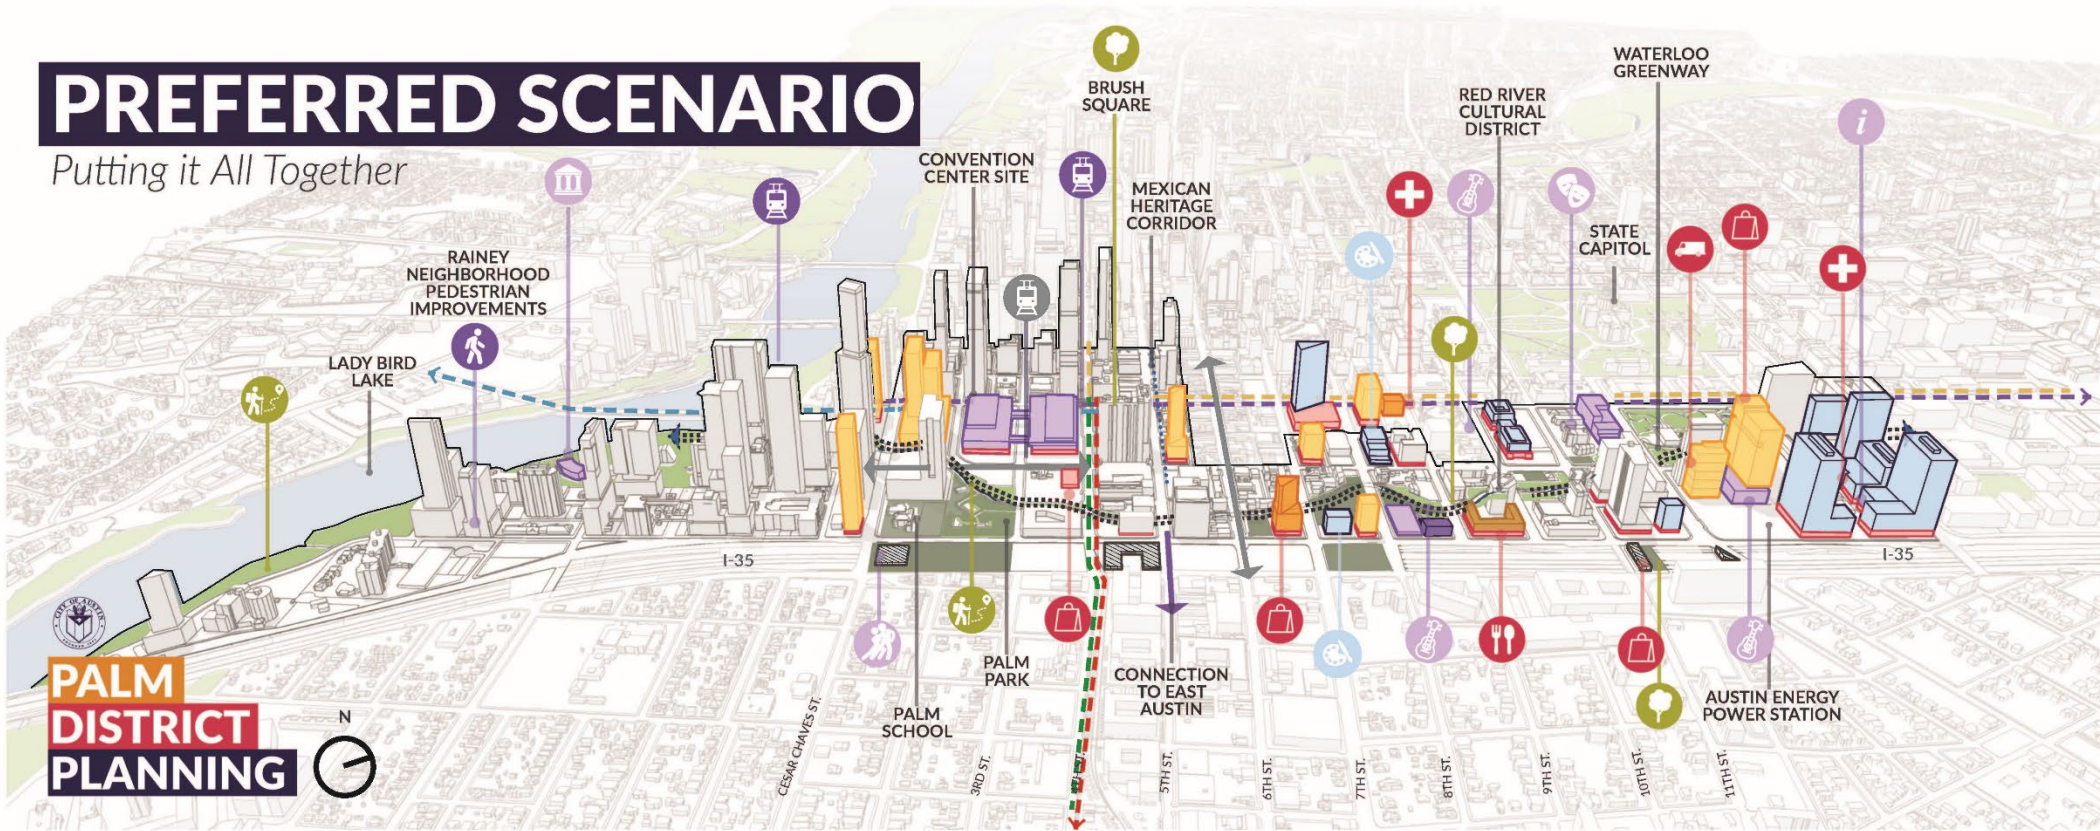 PREFERRED SCENARIO
Putting it All Together
BRUSH
SQUARE
WATERLOO
GREENWAY
RED RIVER
CULTURAL
DISTRICT
CONVENTION
CENTER SITE
MEXICAN
HERITAGE
CORRIDOR
STATE
CAPITOL
i
RAINEY
NEIGHBORHOOD
PEDESTRIAN
IMPROVEMENTS
LADY BIRD
LAKE
I-35
I-35
PALM
PARK
PALM
SCHOOL
CONNECTION
TO EAST
AUSTIN
AUSTIN ENERGY
POWER STATION
CESAR CHAVES ST.
3RD ST.
5TH ST.
6TH ST.
7TH ST.
8TH ST.
9TH ST.
10TH ST.
11TH ST.
CITY OF AUSTIN
PALM
DISTRICT
PLANNING
N